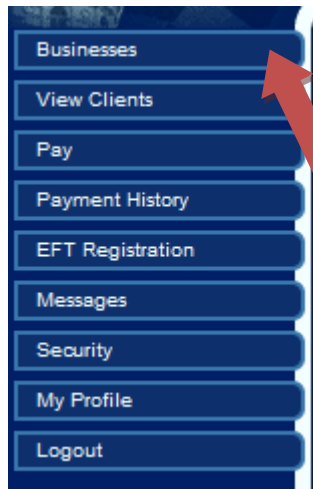 Businesses
View Clients
Pay
Payment History
EFT Registration
Messages
Security
My Profile
Logout